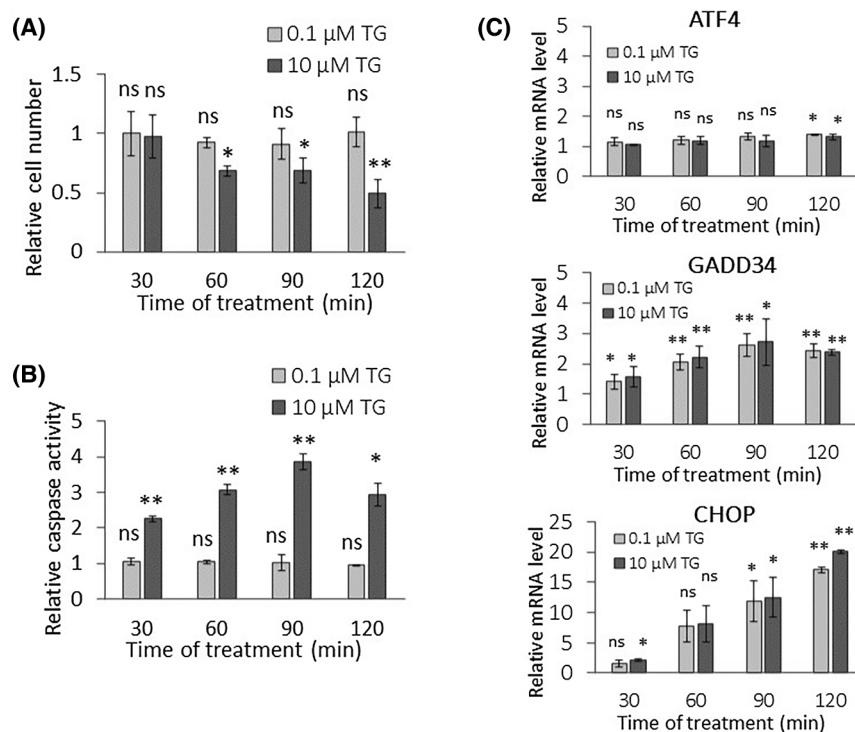 (A)
0.1 µM TG
10 µM TG
Relative cell number
1.5
1
0.5
0
ns ns ns * ns * ns **
30 60 90 120
Time of treatment (min)
(B)
0.1 µM TG
10 µM TG
Relative caspase activity
5
4
3
2
1
0
ns ** ns ** ns ** ns *
30 60 90 120
Time of treatment (min)
(C)
ATF4
0.1 µM TG
10 µM TG
Relative mRNA level
5
4
3
2
1
0
ns ns ns ns ns ns * *
30 60 90 120
Time of treatment (min)
GADD34
0.1 µM TG
10 µM TG
Relative mRNA level
5
4
3
2
1
0
* * ** ** ** * ** **
30 60 90 120
Time of treatment (min)
CHOP
0.1 µM TG
10 µM TG
Relative mRNA level
25
20
15
10
5
0
ns * ns ns * * ** **
30 60 90 120
Time of treatment (min)